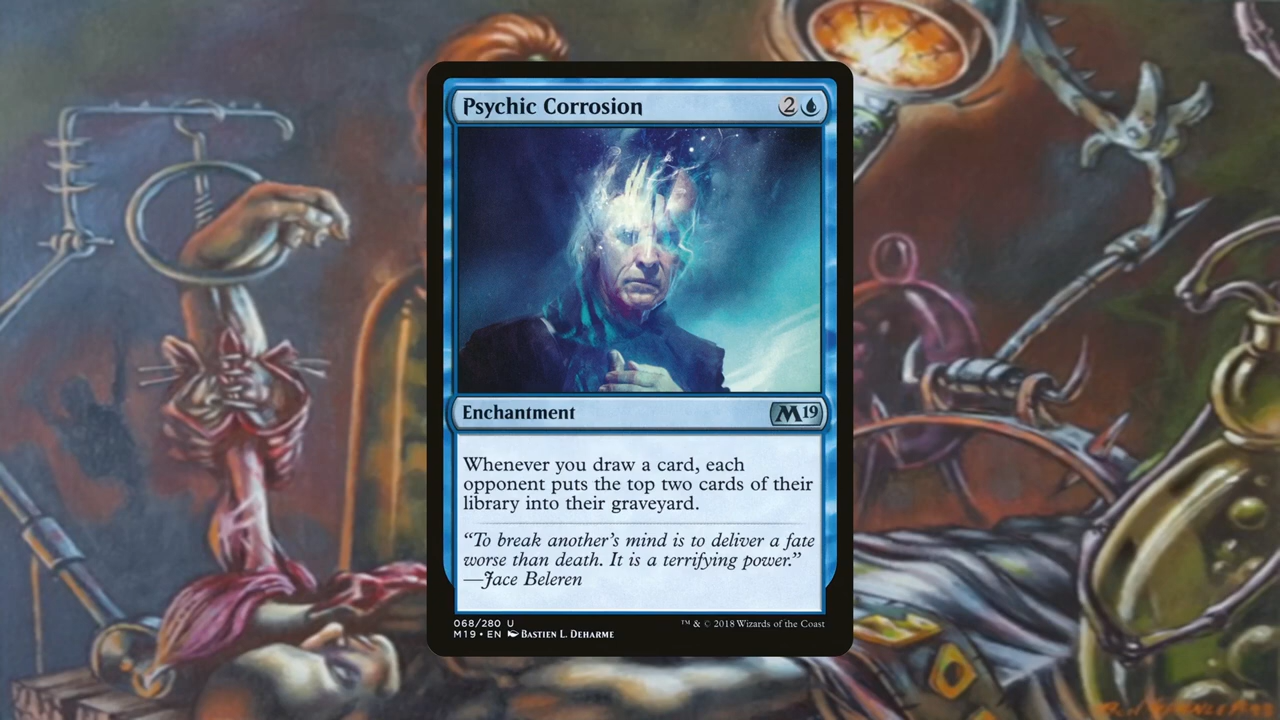 Psychic Corrosion 2
Enchantment M19
Whenever you draw a card, each
opponent puts the top two cards of their
library into their graveyard.
“To break another’s mind is to deliver a fate
worse than death. It is a terrifying power.”
—Jace Beleren
068/280 U
M19 • EN Bastien L. Deharme
™ & © 2018 Wizards of the Coast